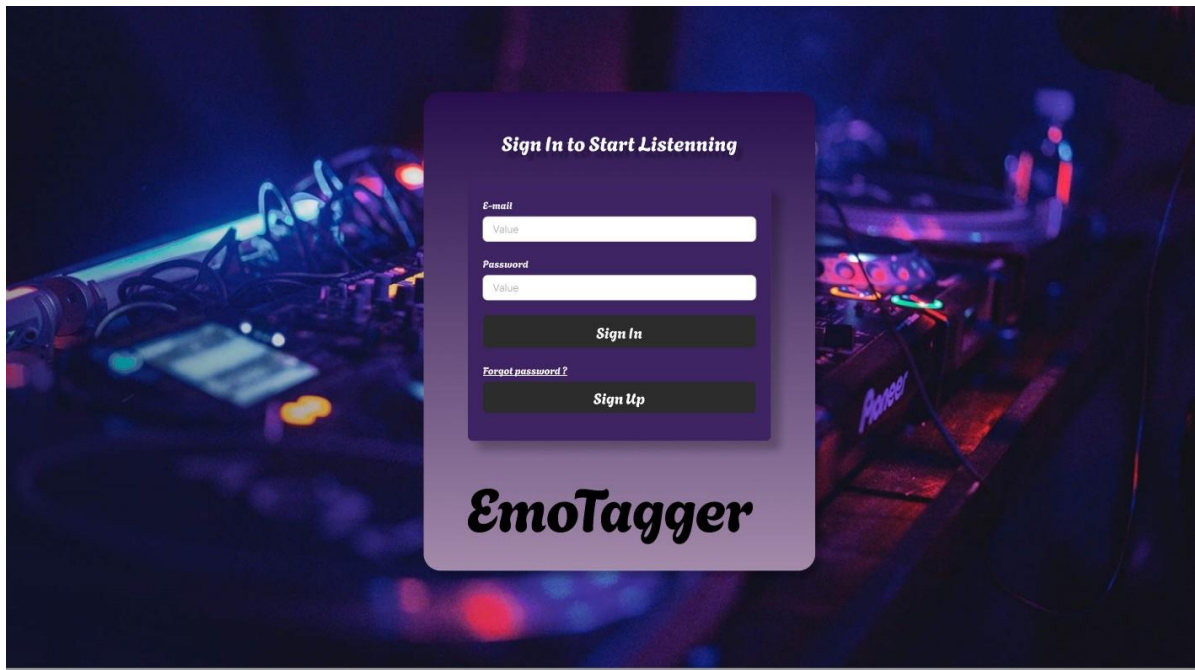 Sign In to Start Listenning
E-mail
Value
Password
Value
Sign In
Forgot password ?
Sign Up
Pioneer
EmoTagger